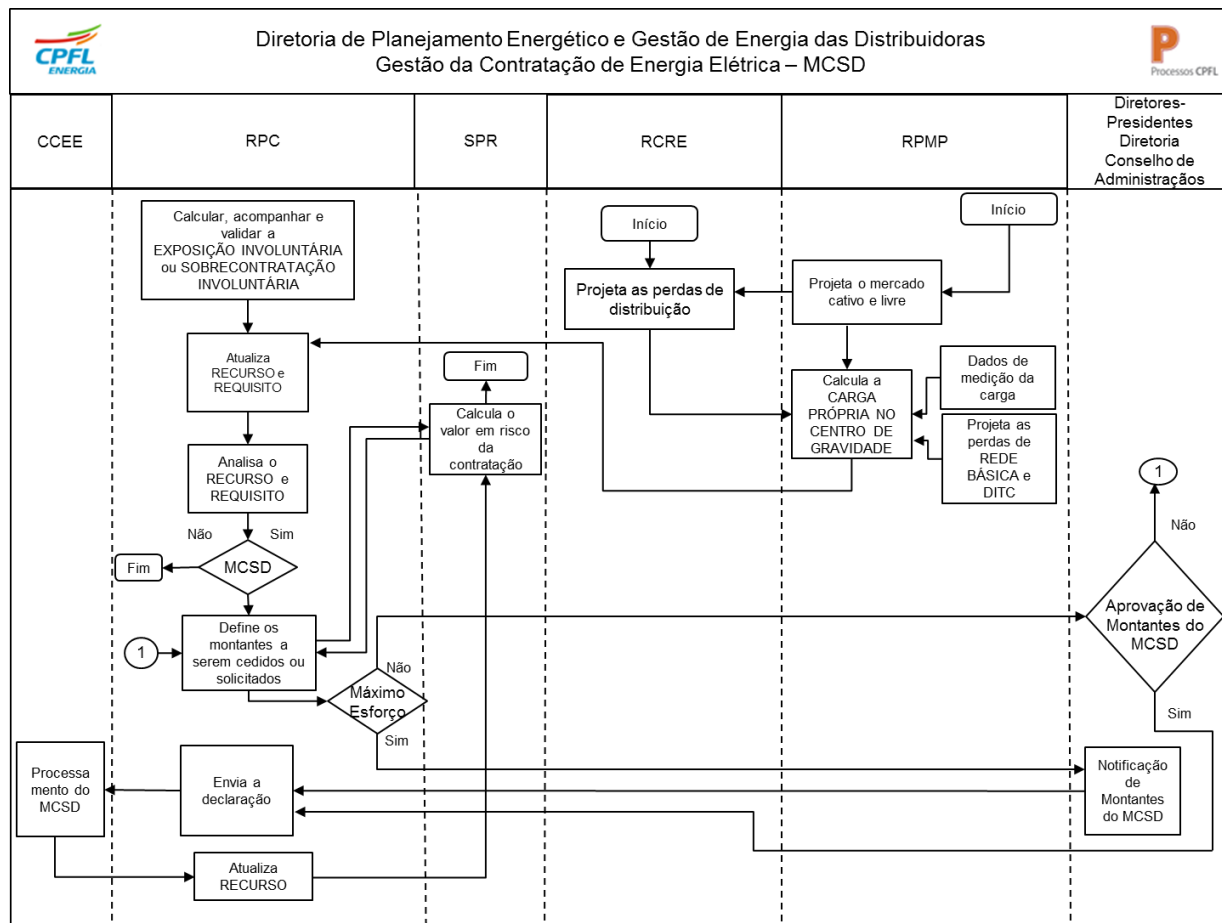 CPFL
ENERGIA
Diretoria de Planejamento Energético e Gestão de Energia das Distribuidoras
Gestão da Contratação de Energia Elétrica – MCSD
P
Processos CPFL
CCEE
RPC
SPR
RCRE
RPMP
Diretores-
Presidentes
Diretoria
Conselho de
Administraçãos
Calcular, acompanhar e
validar a
EXPOSIÇÃO INVOLUNTÁRIA
ou SOBRECONTRATAÇÃO
INVOLUNTÁRIA
Início
Início
Projeta as perdas de
distribuição
Projeta o mercado
cativo e livre
Atualiza
RECURSO e
REQUISITO
Fim
Dados de
medição da
carga
Calcula a
CARGA
PRÓPRIA NO
CENTRO DE
GRAVIDADE
Calcula o
valor em risco
da
contratação
Projeta as
perdas de
REDE
BÁSICA e
DITC
Analisa o
RECURSO e
REQUISITO
1
Não
Sim
Não
MCSD
Fim
Aprovação de
Montantes do
MCSD
Define os
montantes a
serem cedidos ou
solicitados
1
Não
Máximo
Esforço
Sim
Sim
Processa
mento do
MCSD
Envia a
declaração
Notificação
de
Montantes
do MCSD
Atualiza
RECURSO